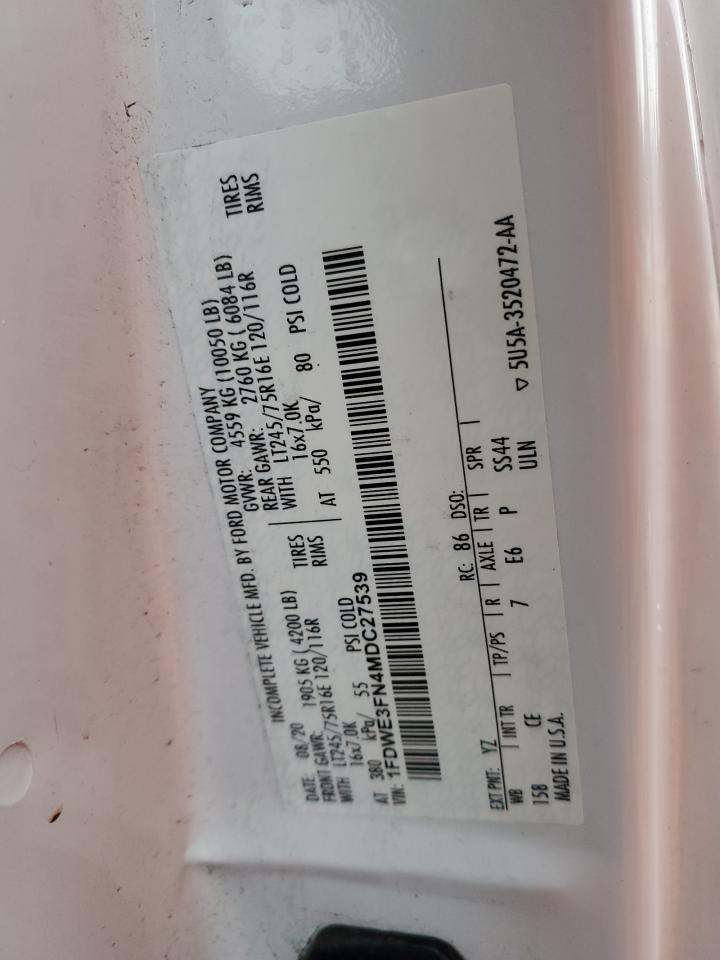 INCOMPLETE VEHICLE MFD. BY FORD MOTOR COMPANY
DATE: 08/20 GVWR: 4559 KG (10050 LB)
FRONT GAWR: 1905 KG ( 4200 LB) REAR GAWR: 2760 KG ( 6084 LB)
WITH LT245/75R16E 120/116R TIRES WITH LT245/75R16E 120/116R TIRES
16x7.0K RIMS 16x7.0K RIMS
AT 380 kPa/ 55 PSI COLD AT 550 kPa/ 80 PSI COLD
VIN: 1FDWE3FN4MDC27539
EXT PNT: YZ RC: 86 DSO:
WB INT TR TP/PS R AXLE TR SPR
158 CE 7 E6 P SS44
MADE IN U.S.A. ULN
▽ 5U5A-3520472-AA